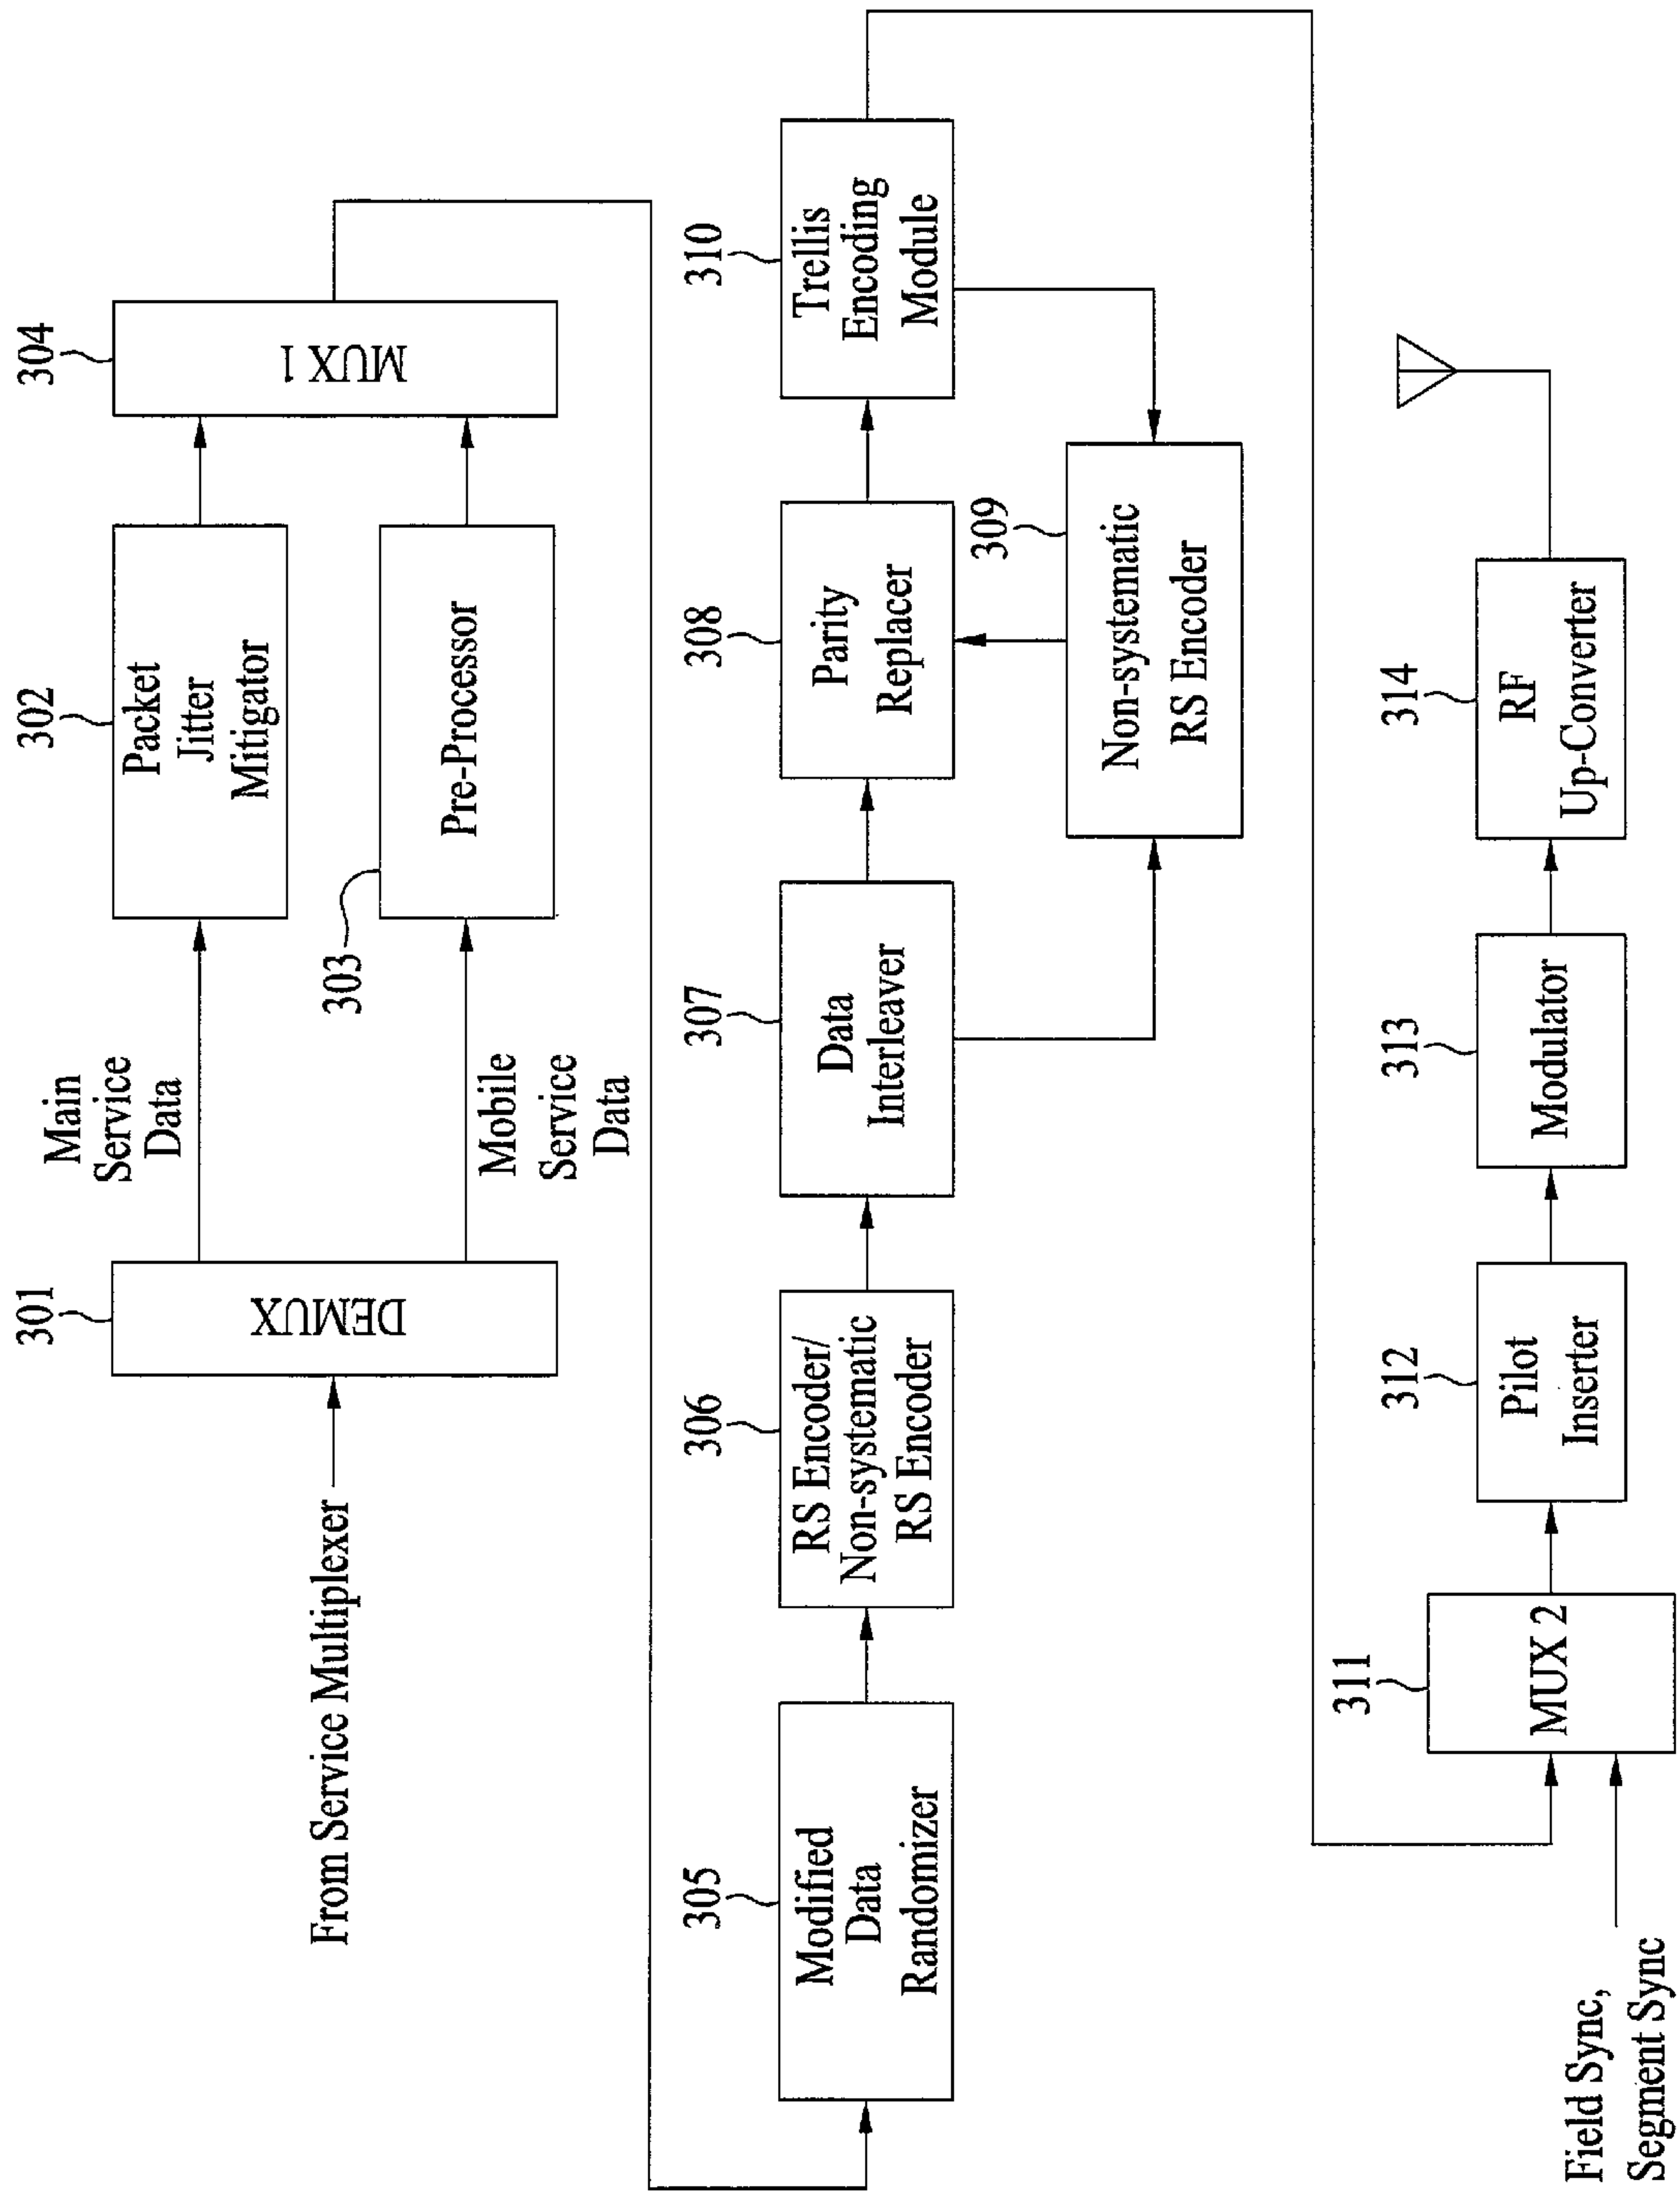 From Service Multiplexer
301
DEMUX
Main
Service
Data
Mobile
Service
Data
302
Packet
Jitter
Mitigator
303
Pre-Processor
304
MUX 1
305
Modified
Data
Randomizer
306
RS Encoder/
Non-systematic
RS Encoder
307
Data
Interleaver
308
Parity
Replacer
309
Non-systematic
RS Encoder
310
Trellis
Encoding
Module
Field Sync,
Segment Sync
311
MUX 2
312
Pilot
Inserter
313
Modulator
314
RF
Up-Converter